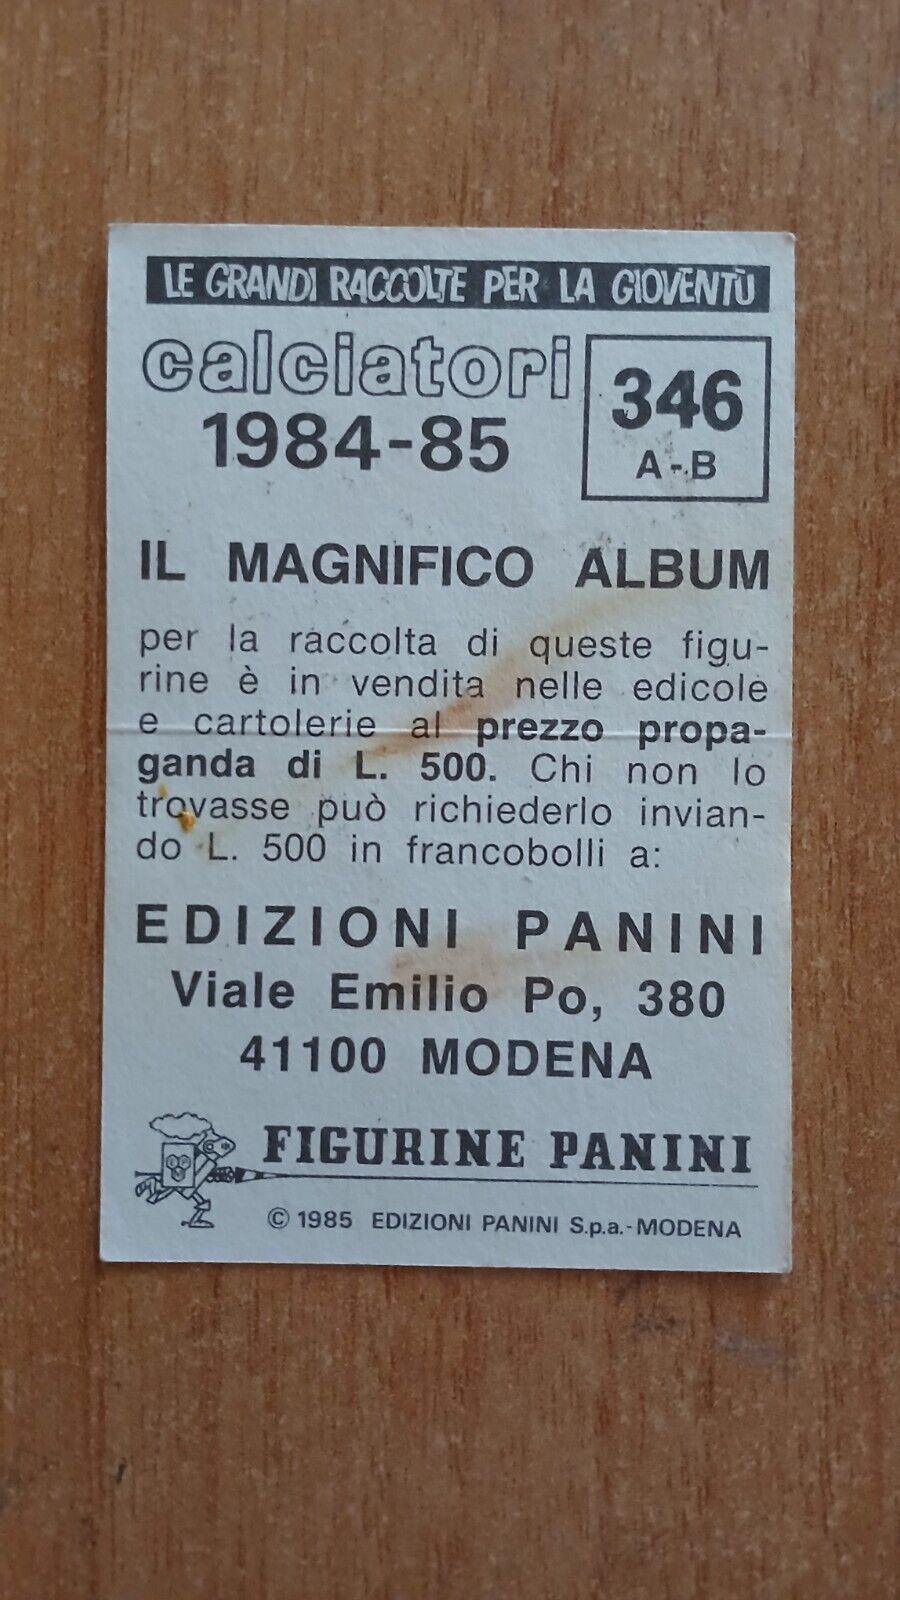 LE GRANDI RACCOLTE PER LA GIOVENTÙ
calciatori
1984-85
346
A-B
IL MAGNIFICO ALBUM
per la raccolta di queste figu-
rine è in vendita nelle edicole
e cartolerie al prezzo propa-
ganda di L. 500. Chi non lo
trovasse può richiederlo invian-
do L. 500 in francobolli a:
EDIZIONI PANINI
Viale Emilio Po, 380
41100 MODENA
FIGURINE PANINI
© 1985 EDIZIONI PANINI S.p.a.-MODENA